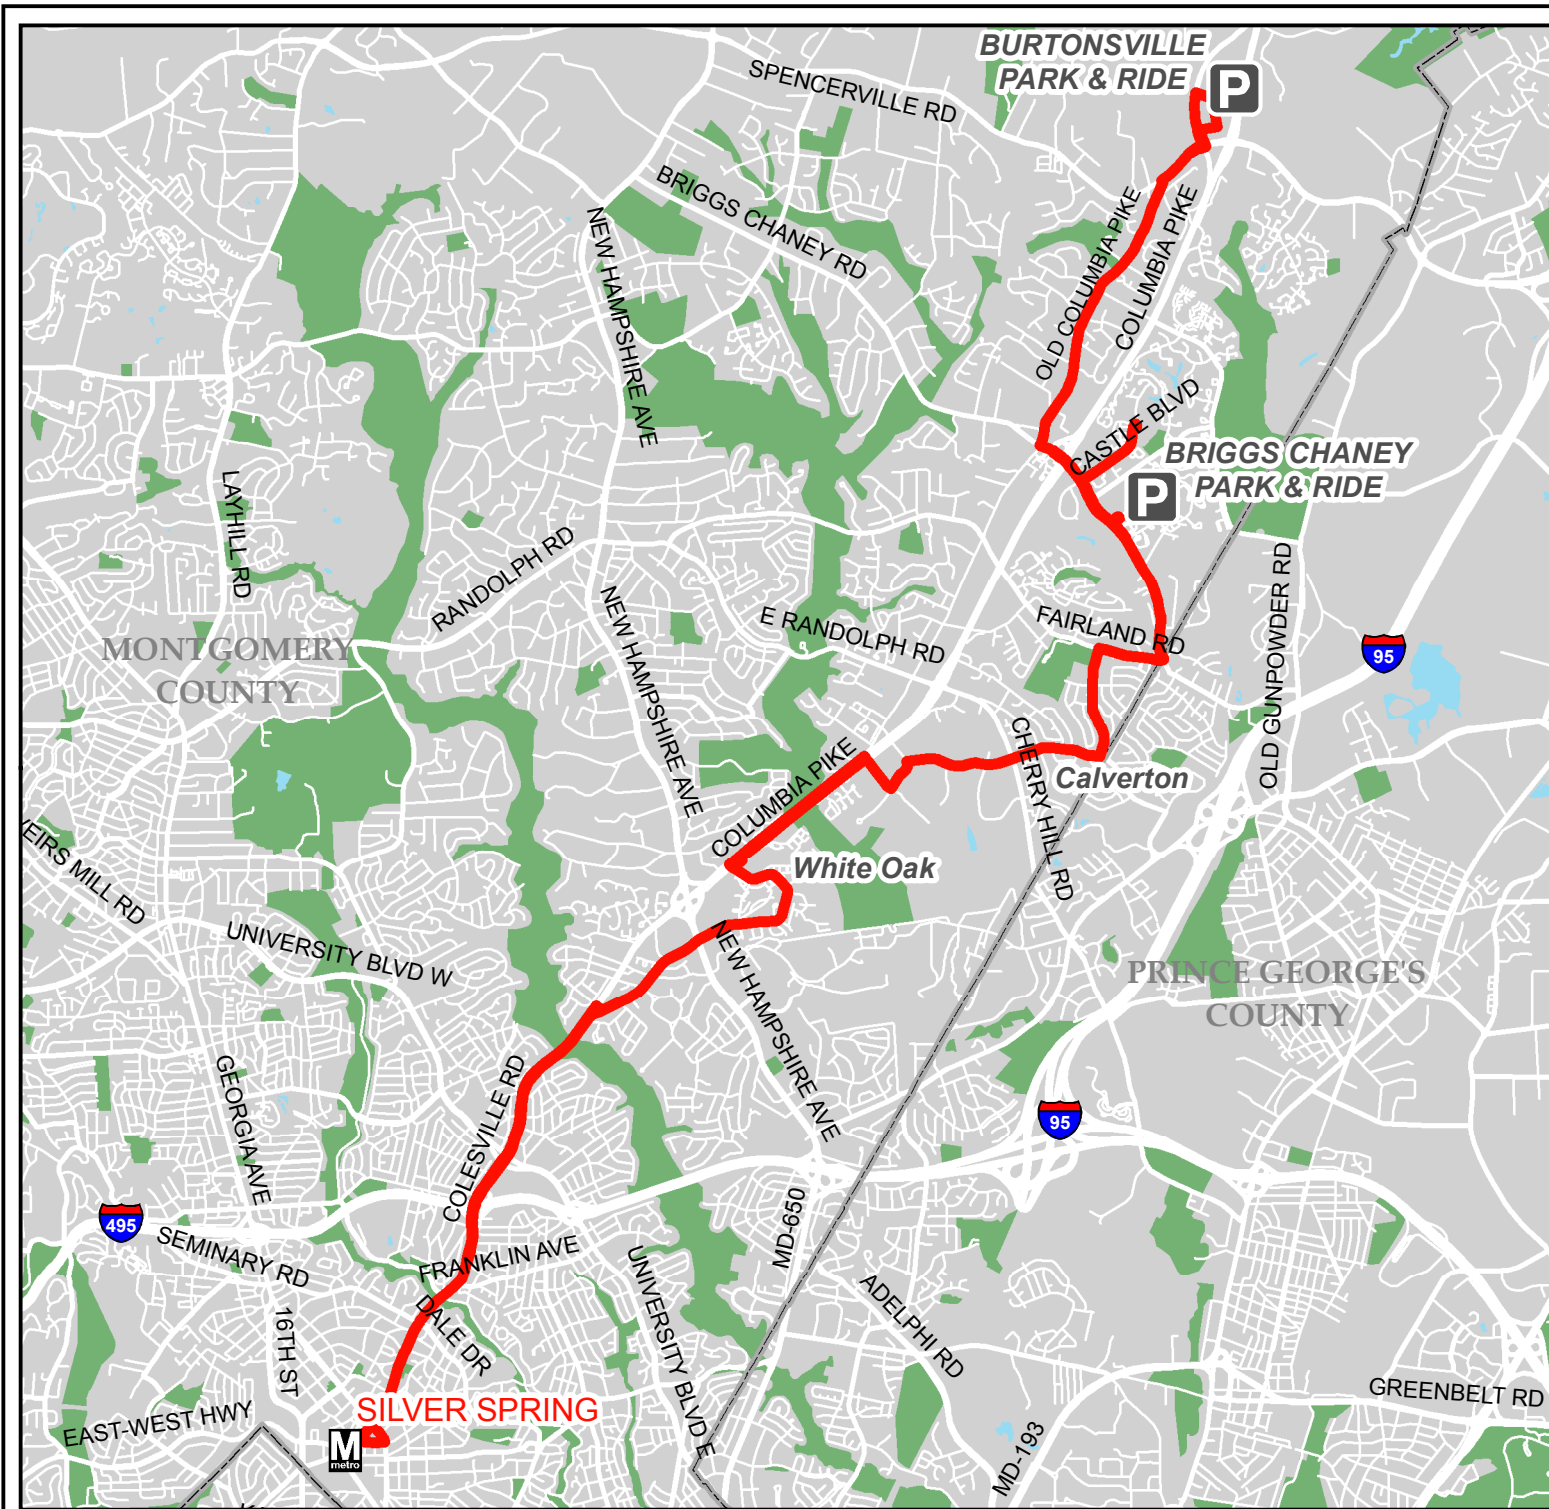 BURTONSVILLE
PARK & RIDE
P
SPENCERVILLE RD
BRIGGS CHANEY RD
NEW HAMPSHIRE AVE
OLD COLUMBIA PIKE
COLUMBIA PIKE
CASTLE BLVD
BRIGGS CHANEY
PARK & RIDE
P
LAYHILL RD
RANDOLPH RD
NEW HAMPSHIRE AVE
E RANDOLPH RD
FAIRLAND RD
OLD GUNPOWDER RD
95
MONTGOMERY
COUNTY
CHERRY HILL RD
Calverton
COLUMBIA PIKE
White Oak
EIRS MILL RD
UNIVERSITY BLVD W
NEW HAMPSHIRE AVE
PRINCE GEORGE'S
COUNTY
GEORGIA AVE
COLESVILLE RD
95
495
SEMINARY RD
FRANKLIN AVE
MD-650
UNIVERSITY BLVD E
ADELPHI RD
16TH ST
DALE DR
SILVER SPRING
EAST-WEST HWY
M
metro
GREENBELT RD
MD-193